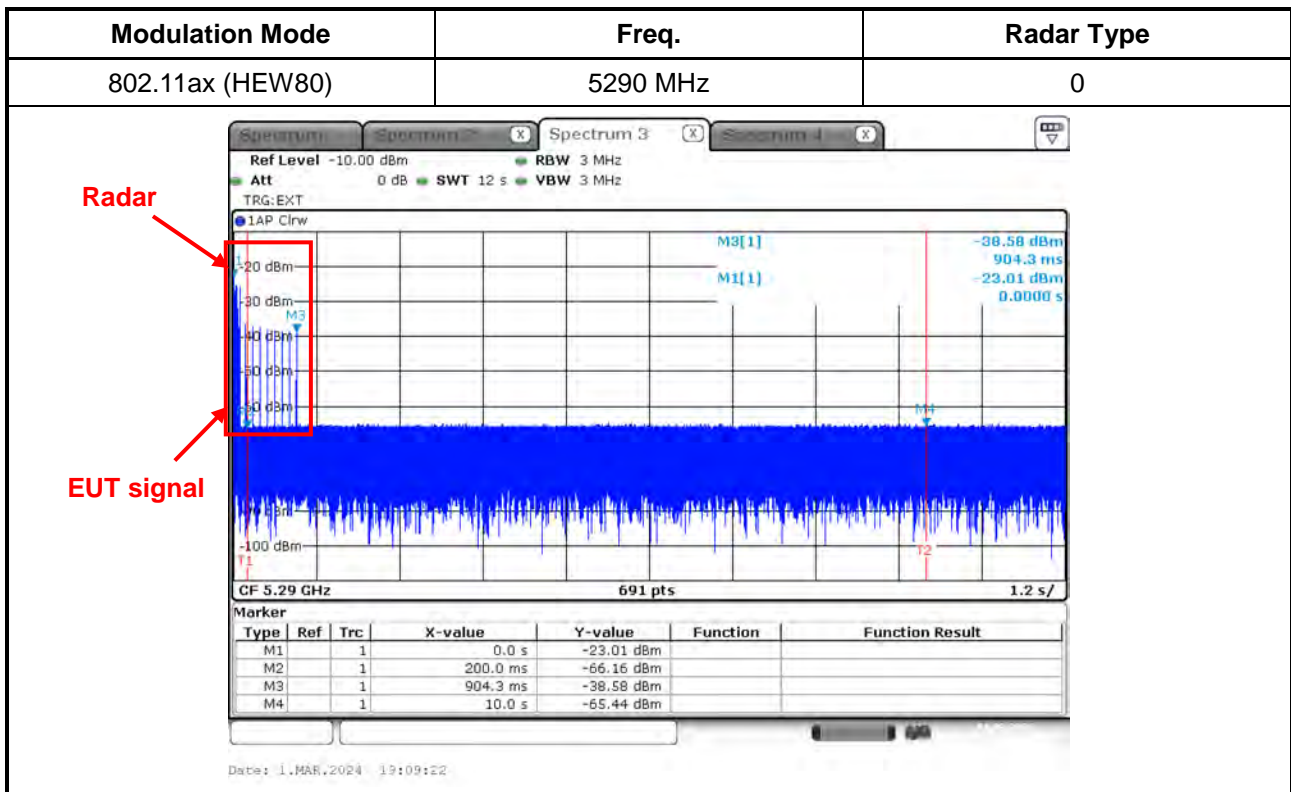 Modulation Mode Freq. Radar Type
802.11ax (HEW80) 5290 MHz 0
Spectrum Spectrum 2 X Spectrum 3 X Spectrum 4 X
Ref Level -10.00 dBm RBW 3 MHz
Att 0 dB SWT 12 s VBW 3 MHz
TRG:EXT
Radar
1AP Clrw
M3[1] -38.58 dBm
904.3 ms
-20 dBm
M1[1] -23.01 dBm
0.0000 s
-30 dBm
M3
-40 dBm
-50 dBm
-60 dBm
M4
EUT signal
-100 dBm
T1 T2
CF 5.29 GHz 691 pts 1.2 s/
Marker
Type Ref Trc X-value Y-value Function Function Result
M1 1 0.0 s -23.01 dBm
M2 1 200.0 ms -66.16 dBm
M3 1 904.3 ms -38.58 dBm
M4 1 10.0 s -65.44 dBm
Date: 1.MAR.2024 19:09:22